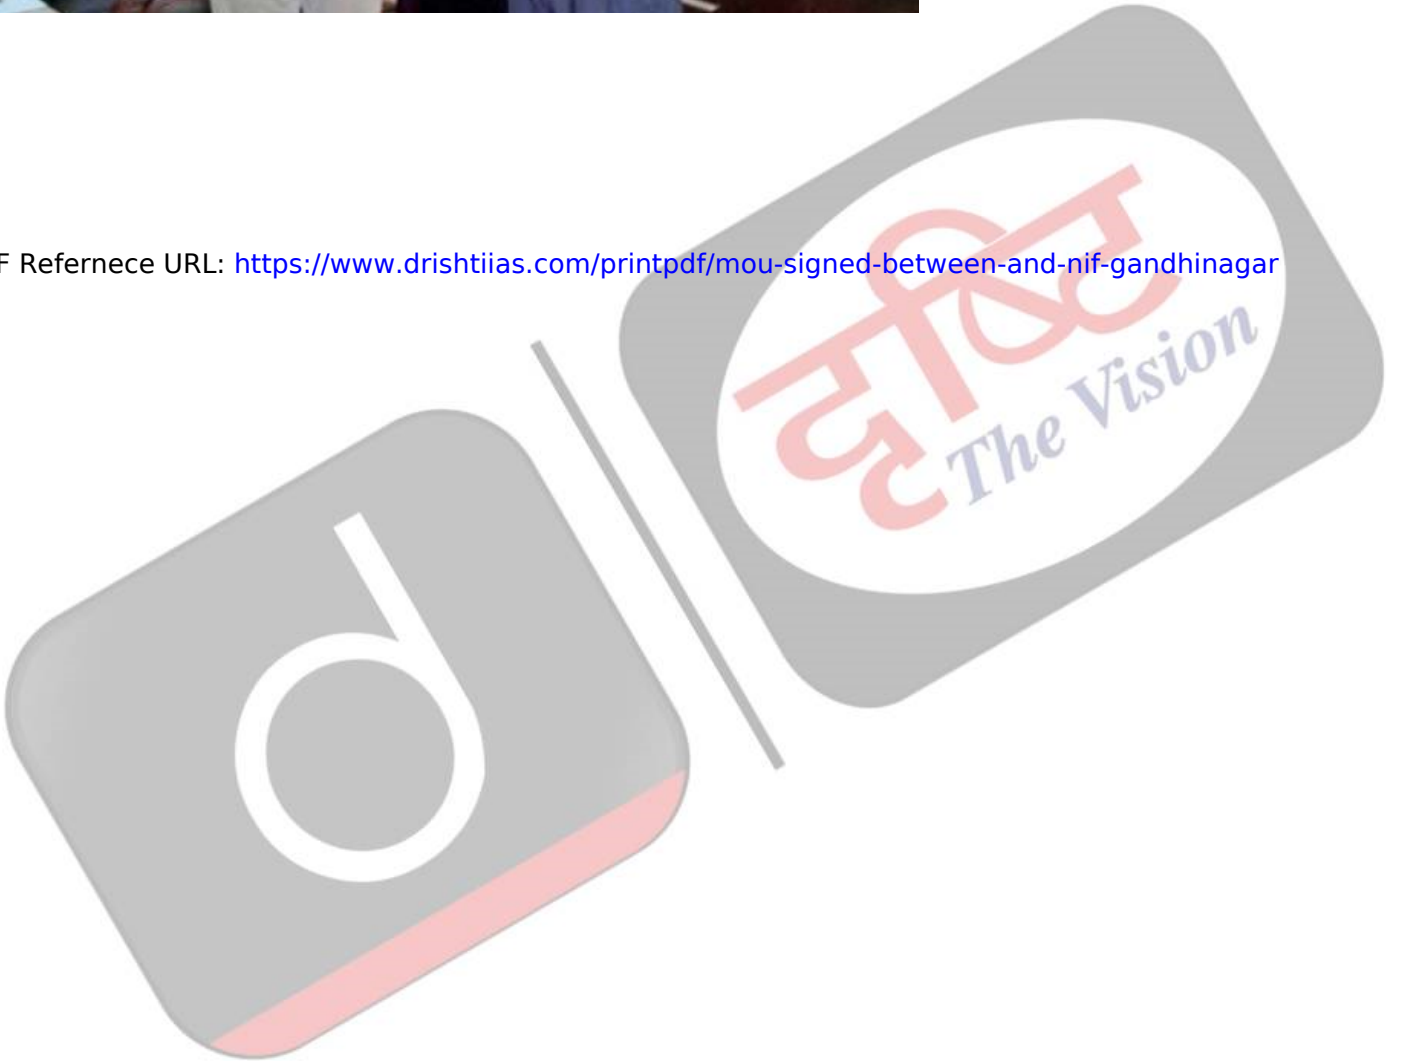 F Refernece URL: https://www.drishtiias.com/printpdf/mou-signed-between-and-nif-gandhinagar
दृष्टि
The Vision
d